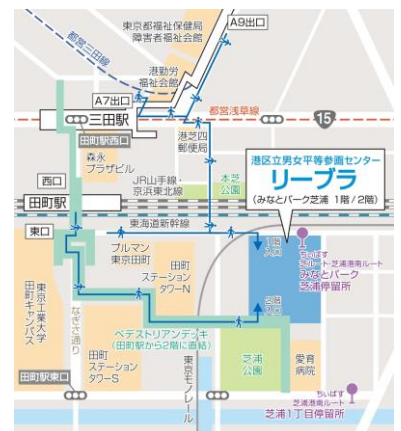 東京都福祉保健局
障害者福祉会館
A9出口
都営三田線
港勤労
福祉会館
A7出口
三田駅
都営浅草線
15
田町駅西口
港芝四
郵便局
森永
プラザビル
本芝
公園
港区立男女平等参画センター
リーブラ
(みなとパーク芝浦 1階/2階)
西口
JR山手線・
京浜東北線
田町駅
東海道新幹線
東口
プルマン
東京田町
1階
入口
ちぃばす
芝ルート・芝浦港南ルート
みなとパーク
芝浦停留所
田町
ステーション
タワーN
2階
入口
東京工業大学
田町キャンパス
なぎさ通り
ペデストリアンデッキ
(田町駅から2階に直結)
田町
ステーション
タワーS
東京モノレール
芝浦
公園
愛育
病院
田町駅東口
ちぃばす
芝浦港南ルート
芝浦1丁目停留所